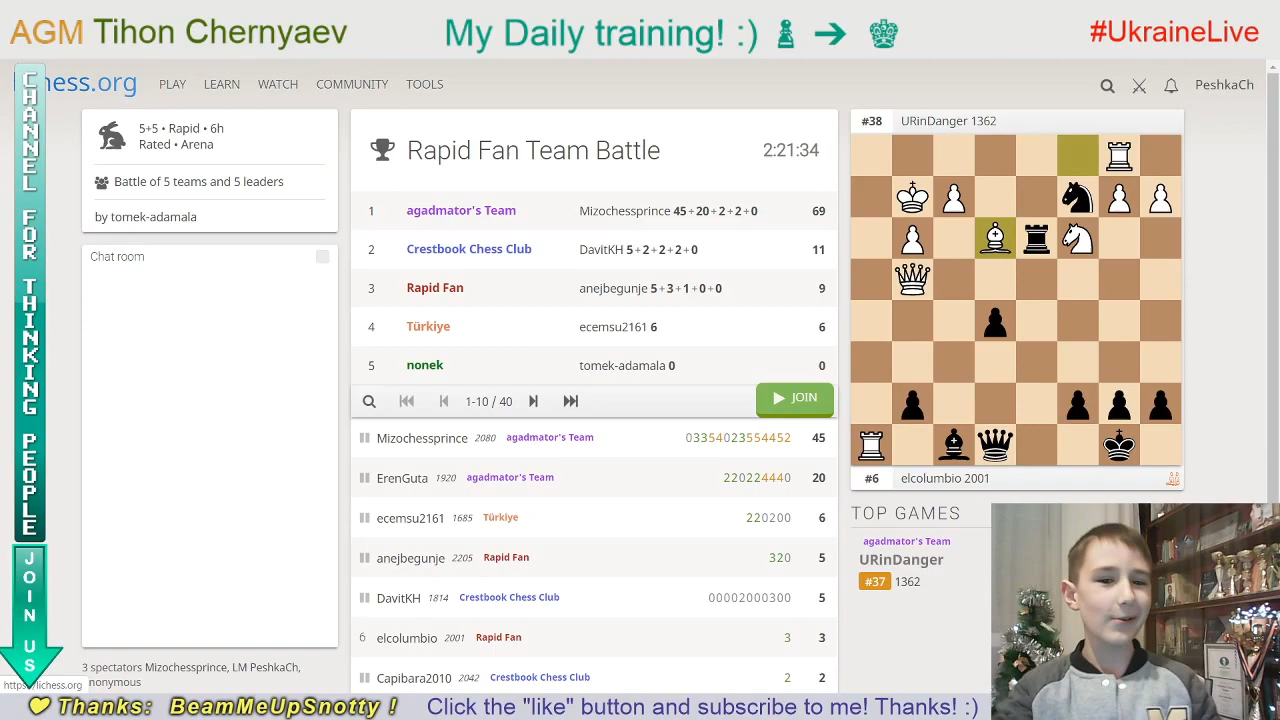 AGM Tihon Chernyaev
My Daily training! :)
#UkraineLive
hess.org
PLAY
LEARN
WATCH
COMMUNITY
TOOLS
PeshkaCh
CHANNEL FOR THINKING PEOPLE
JOIN US
5+5 • Rapid • 6h
Rated • Arena
Battle of 5 teams and 5 leaders
by tomek-adamala
Chat room
3 spectators Mizochessprince, LM PeshkaCh,
nonymous
https://lichess.org
Rapid Fan Team Battle
2:21:34
1 agadmator's Team Mizochessprince 45+20+2+2+0 69
2 Crestbook Chess Club DavitKH 5+2+2+2+0 11
3 Rapid Fan anejbegunje 5+3+1+0+0 9
4 Türkiye ecemsu2161 6 6
5 nonek tomek-adamala 0 0
1-10 / 40
JOIN
Mizochessprince 2080 agadmator's Team 03354023554452 45
ErenGuta 1920 agadmator's Team 220224440 20
ecemsu2161 1685 Türkiye 220200 6
anejbegunje 2205 Rapid Fan 320 5
DavitKH 1814 Crestbook Chess Club 00002000300 5
6 elcolumbio 2001 Rapid Fan 3 3
Capibara2010 2042 Crestbook Chess Club 2 2
#38 URinDanger 1362
#6 elcolumbio 2001
TOP GAMES
agadmator's Team
URinDanger
#37 1362
Thanks: BeamMeUpSnotty !
Click the "like" button and subscribe to me! Thanks! :)